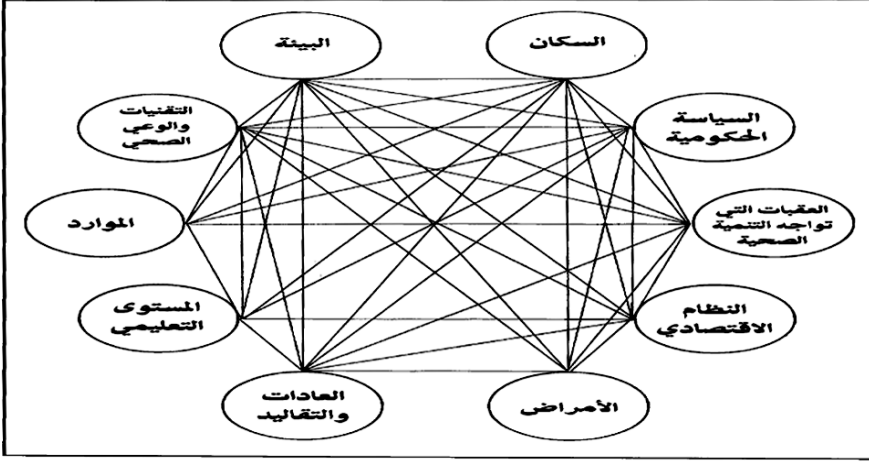 السكان
البيئة
السياسة
الحكومية
التقنيات
والوعي
الصحي
العقبات التي
تواجه التنمية
الصحية
الموارد
النظام
الاقتصادي
المستوى
التعليمي
الأمراض
العادات
والتقاليد